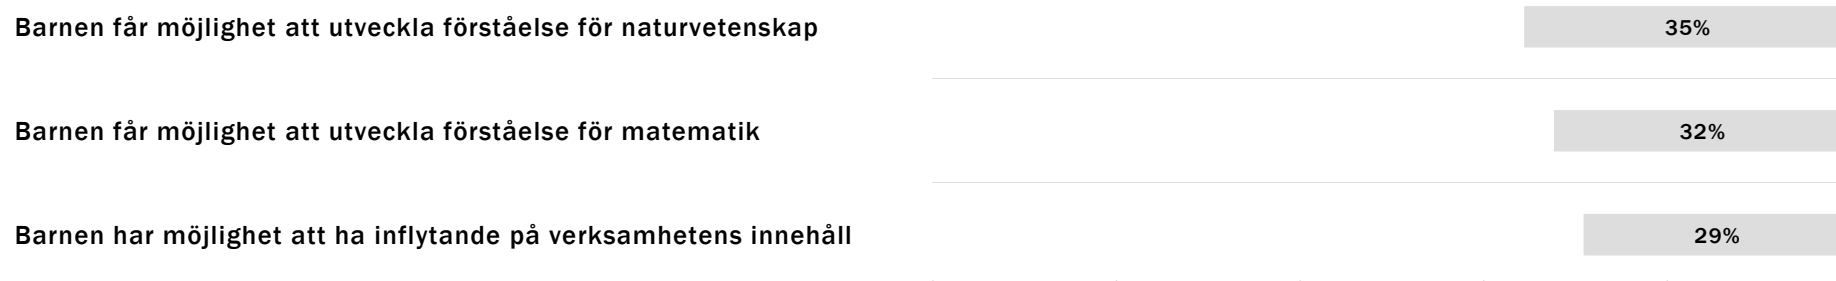 Barnen får möjlighet att utveckla förståelse för naturvetenskap 35%
Barnen får möjlighet att utveckla förståelse för matematik 32%
Barnen har möjlighet att ha inflytande på verksamhetens innehåll 29%